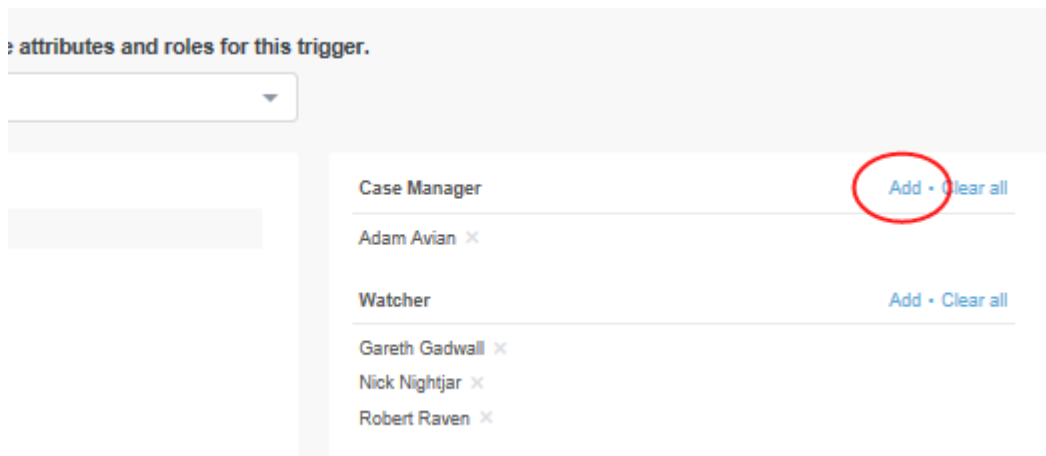 attributes and roles for this trigger.
Case Manager Add • Clear all
Adam Avian ×
Watcher Add • Clear all
Gareth Gadwall ×
Nick Nightjar ×
Robert Raven ×